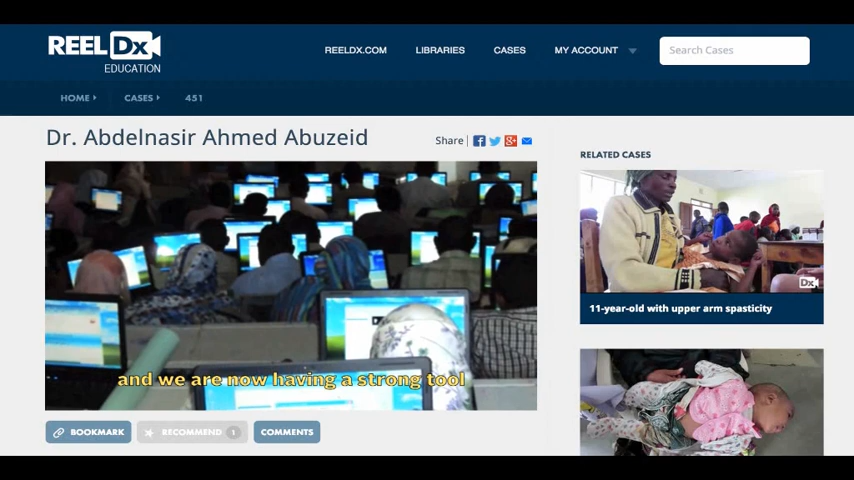 REEL Dx
EDUCATION
REELDX.COM LIBRARIES CASES MY ACCOUNT Search Cases
HOME CASES 451
Dr. Abdelnasir Ahmed Abuzeid
Share
RELATED CASES
and we are now having a strong tool
Dx
11-year-old with upper arm spasticity
BOOKMARK RECOMMEND 1 COMMENTS